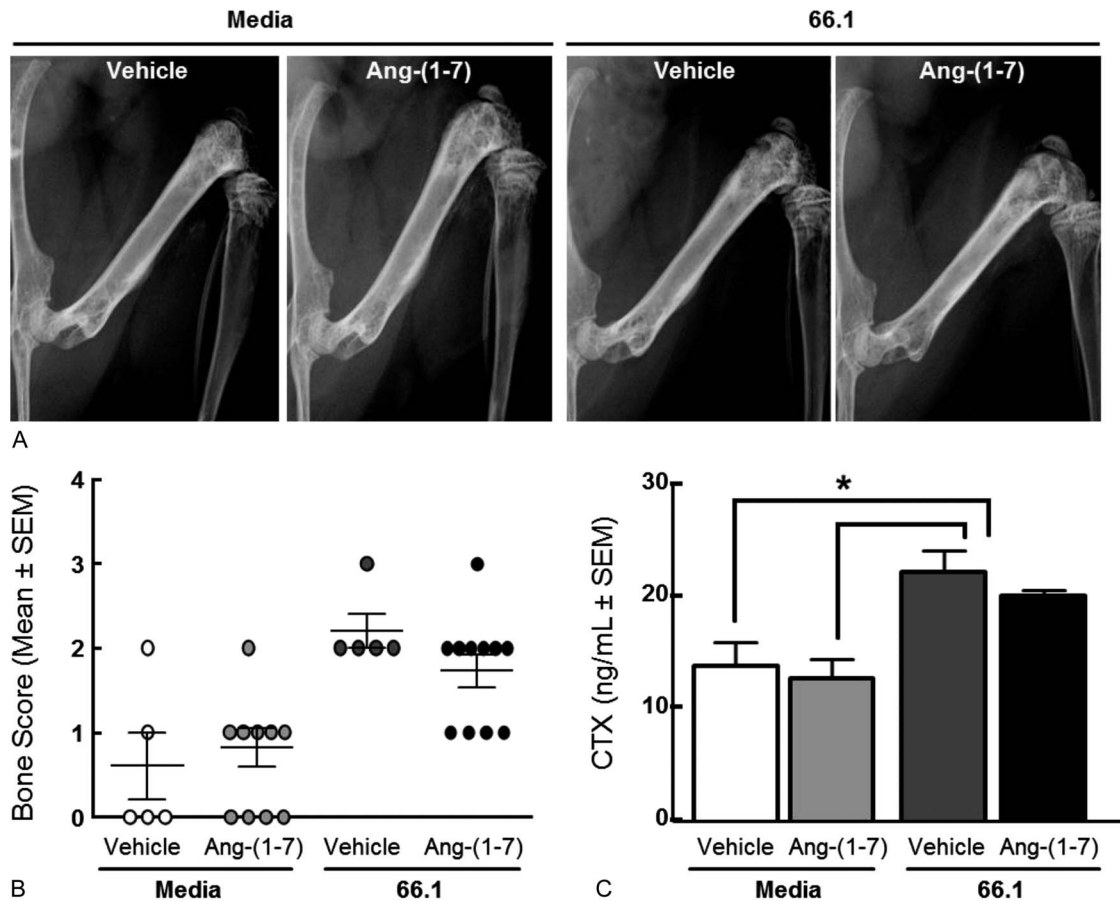 Media 66.1
Vehicle Ang-(1-7) Vehicle Ang-(1-7)
A
Bone Score (Mean ± SEM)
4
3
2
1
0
Vehicle Ang-(1-7) Vehicle Ang-(1-7)
Media 66.1
B
CTX (ng/mL ± SEM)
30
20
10
0
*
Vehicle Ang-(1-7) Vehicle Ang-(1-7)
Media 66.1
C